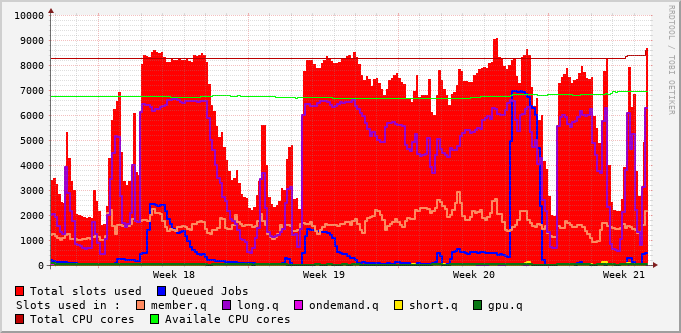 10000
9000
8000
7000
6000
5000
4000
3000
2000
1000
0
Week 18 Week 19 Week 20 Week 21
Total slots used Queued Jobs
Slots used in : member.q long.q ondemand.q short.q gpu.q
Total CPU cores Availale CPU cores
RRDTOOL / TOBI OETIKER